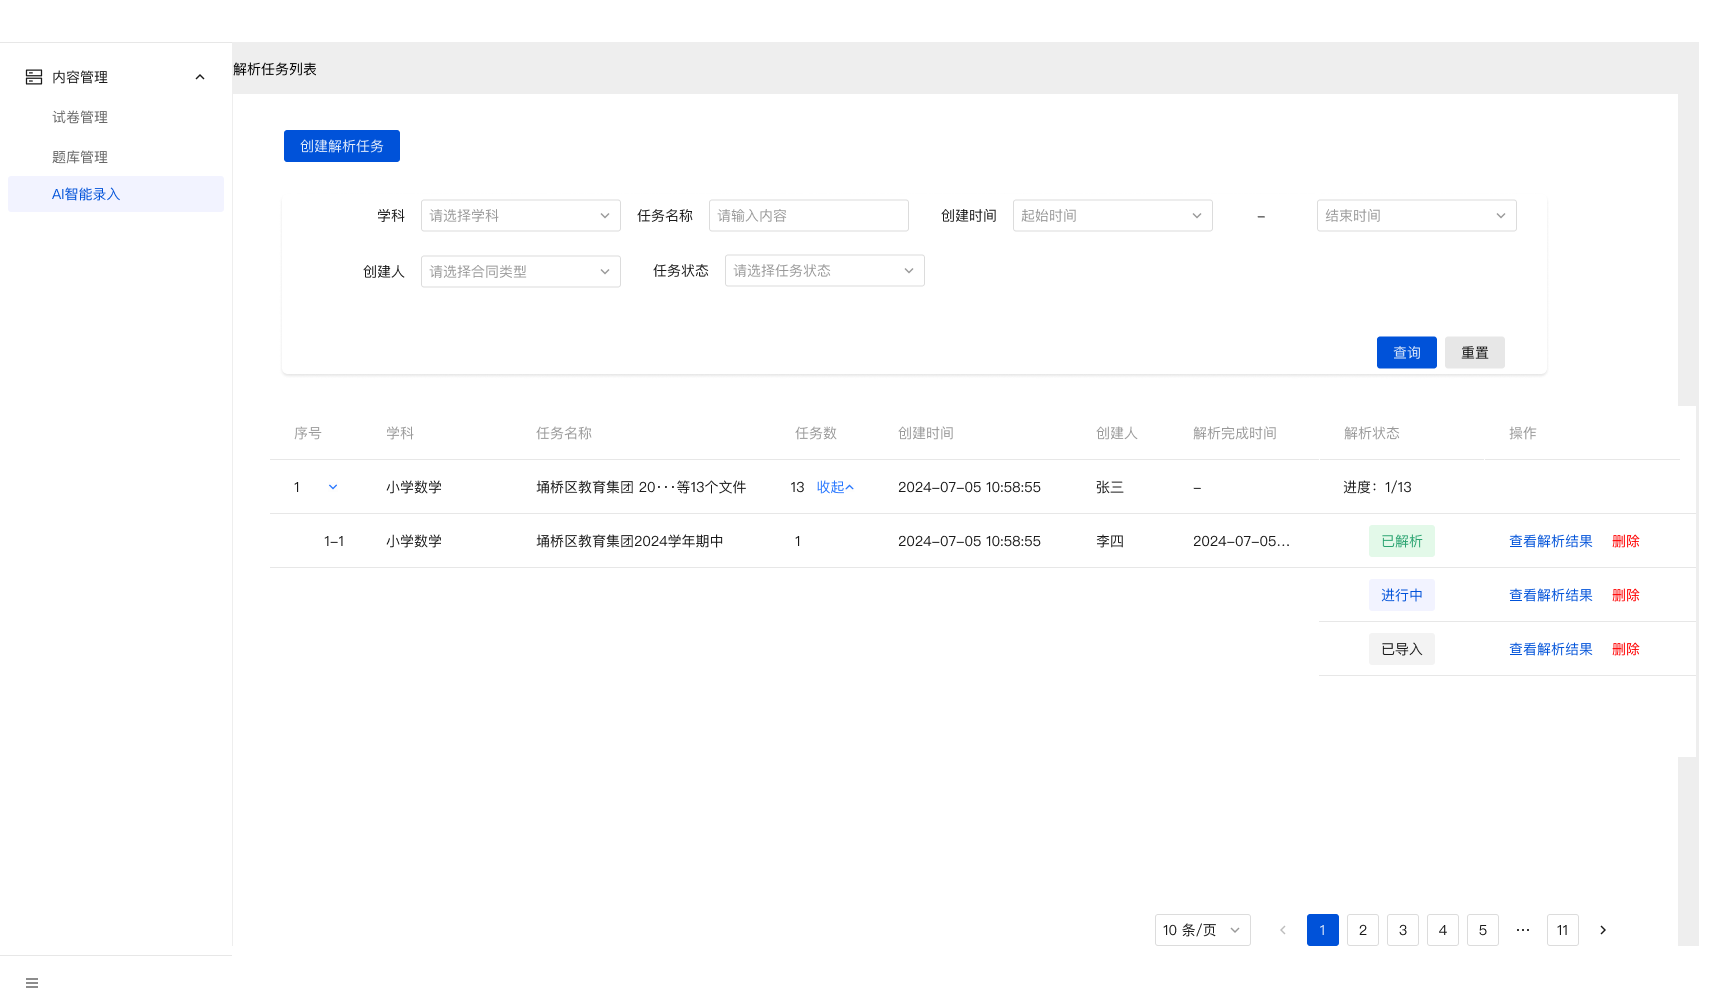 内容管理
试卷管理
题库管理
AI智能录入
解析任务列表
创建解析任务
学科 请选择学科 任务名称 请输入内容 创建时间 起始时间 – 结束时间
创建人 请选择合同类型 任务状态 请选择任务状态
查询 重置
序号 学科 任务名称 任务数 创建时间 创建人 解析完成时间 解析状态 操作
1 小学数学 埇桥区教育集团 20···等13个文件 13 收起 2024-07-05 10:58:55 张三 – 进度：1/13
1-1 小学数学 埇桥区教育集团2024学年期中 1 2024-07-05 10:58:55 李四 2024-07-05... 已解析 查看解析结果 删除
进行中 查看解析结果 删除
已导入 查看解析结果 删除
10 条/页 1 2 3 4 5 ··· 11